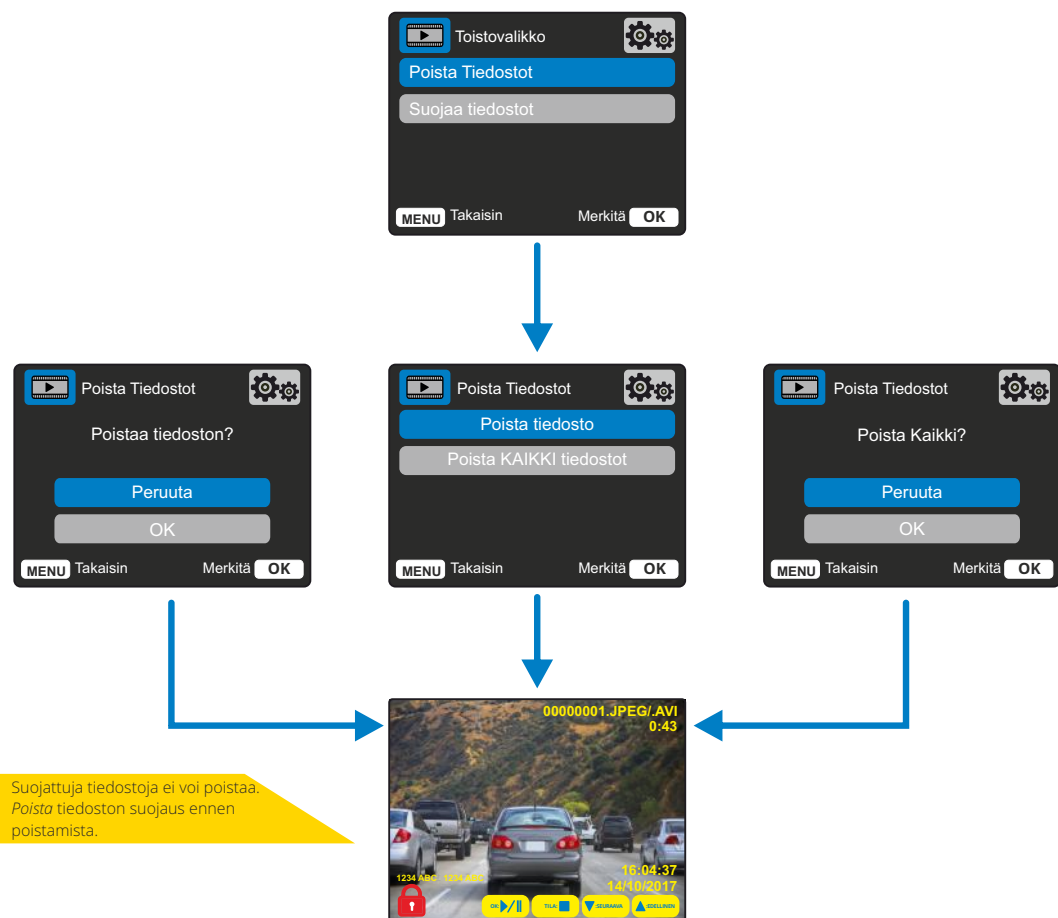 Toistovalikko
Poista Tiedostot
Suojaa tiedostot
MENU Takaisin Merkitä OK
Poista Tiedostot
Poistaa tiedoston?
Peruuta
OK
MENU Takaisin Merkitä OK
Poista Tiedostot
Poista tiedosto
Poista KAIKKI tiedostot
MENU Takaisin Merkitä OK
Poista Tiedostot
Poista Kaikki?
Peruuta
OK
MENU Takaisin Merkitä OK
00000001.JPEG/.AVI
0:43
Suojattuja tiedostoja ei voi poistaa.
Poista tiedoston suojaus ennen
poistamista.
16:04:37
1234 ABC 1234 ABC
14/10/2017
OK: TILA: :SEURAAVA :EDELLINEN